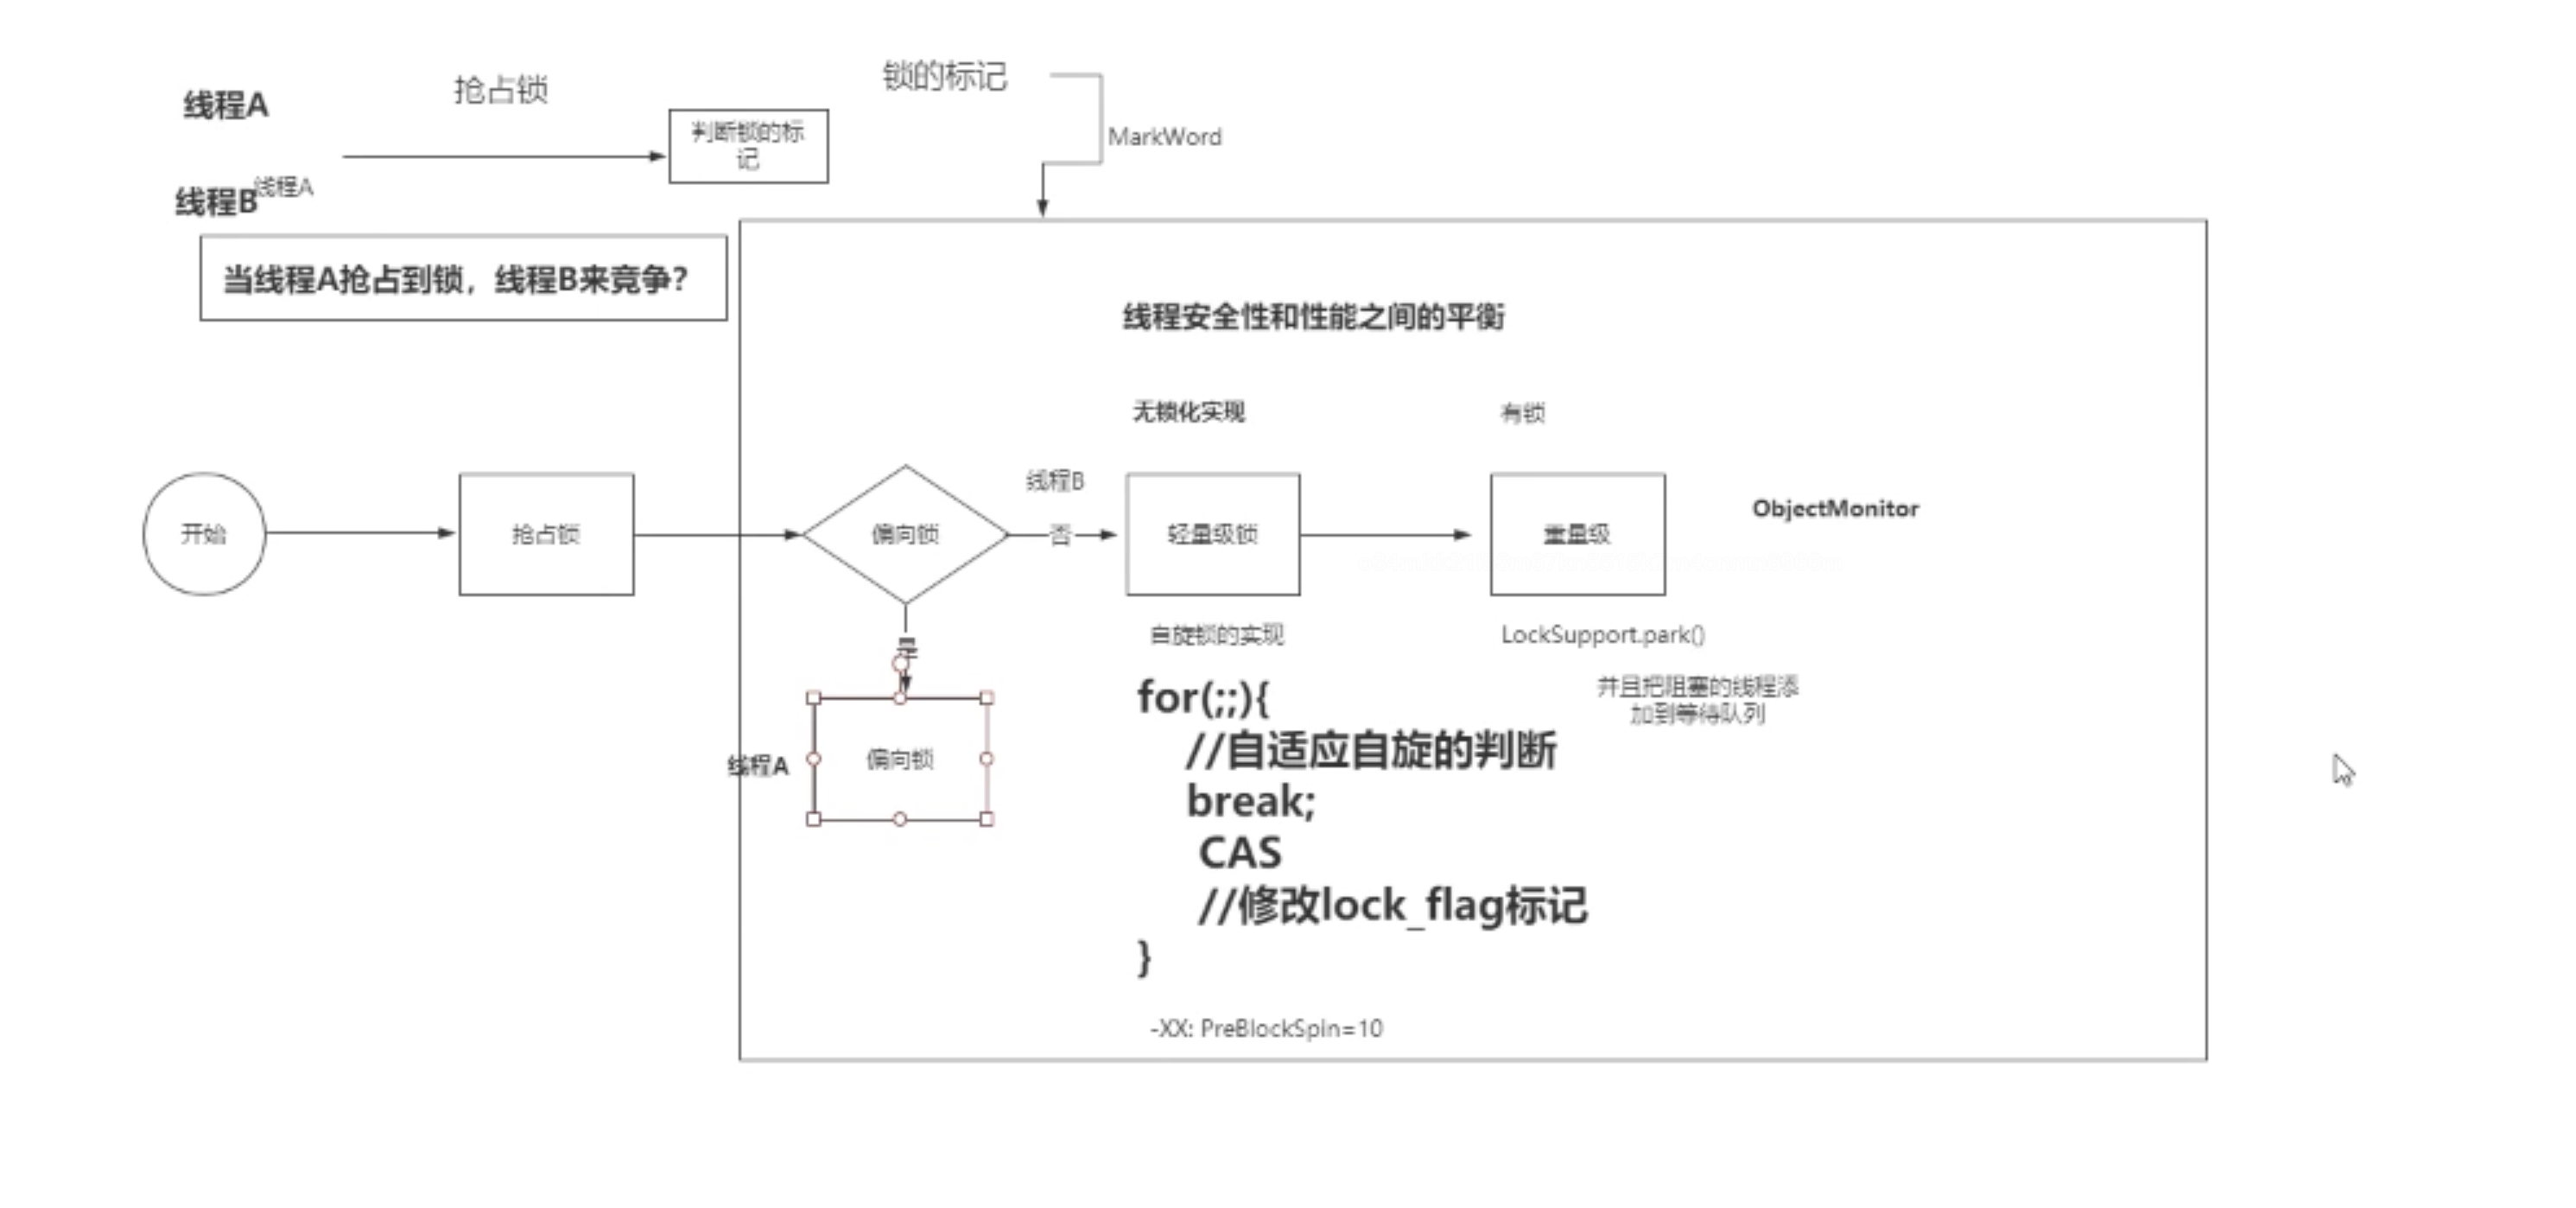 线程A
抢占锁
判断锁的标
记
线程B
线程A
锁的标记
MarkWord
当线程A抢占到锁，线程B来竞争？
线程安全性和性能之间的平衡
无锁化实现
有锁
开始
抢占锁
偏向锁
线程B
否
轻量级锁
重量级
ObjectMonitor
是
线程A
偏向锁
自旋锁的实现
LockSupport.park()
并且把阻塞的线程添
加到等待队列
for(;;){
//自适应自旋的判断
break;
CAS
//修改lock_flag标记
}
-XX: PreBlockSpin=10